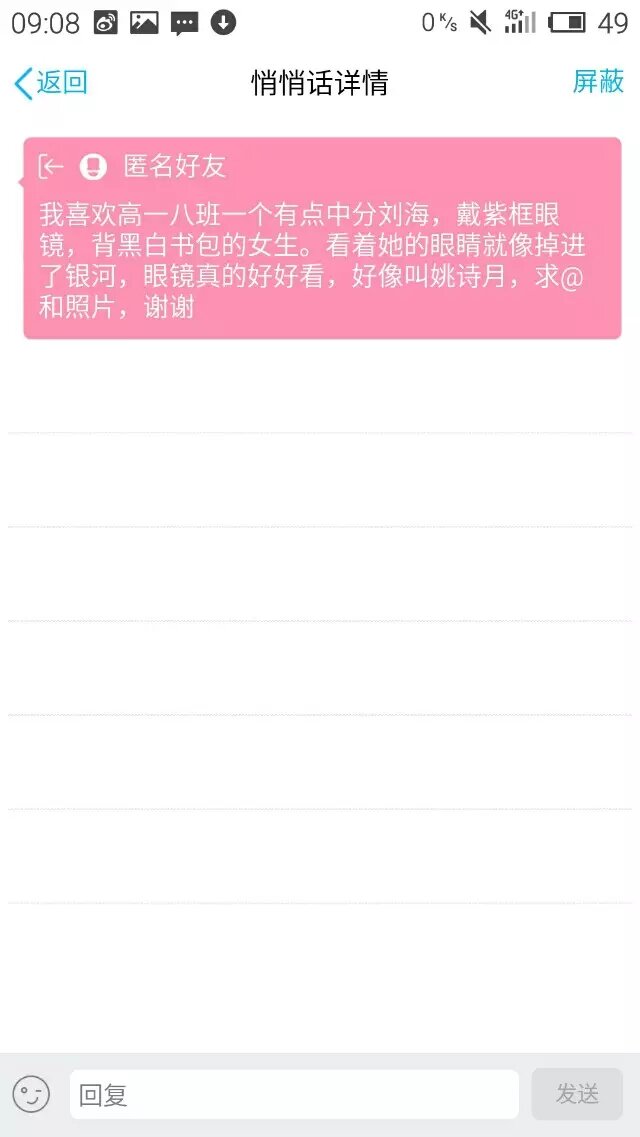 09:08 0 K/s 4G 49
返回 悄悄话详情 屏蔽
匿名好友
我喜欢高一八班一个有点中分刘海，戴紫框眼
镜，背黑白书包的女生。看着她的眼睛就像掉进
了银河，眼镜真的好好看，好像叫姚诗月，求@
和照片，谢谢
回复 发送